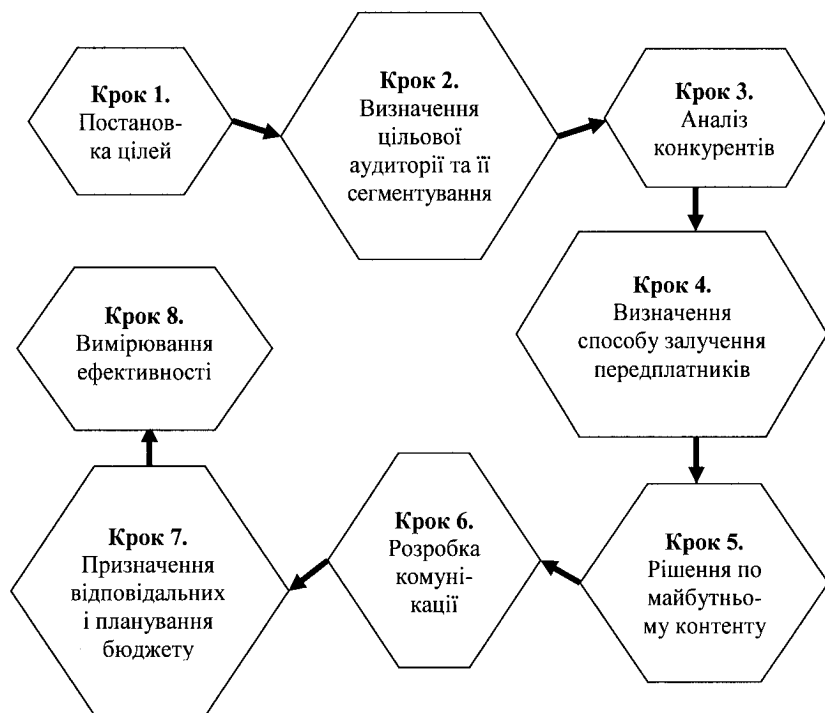 Крок 1.
Постанов-
ка цілей
Крок 2.
Визначення
цільової
аудиторії та її
сегментування
Крок 3.
Аналіз
конкурентів
Крок 4.
Визначення
способу залучення
передплатників
Крок 5.
Рішення по
майбутньо-
му контенту
Крок 6.
Розробка
комуні-
кації
Крок 7.
Призначення
відповідальних
і планування
бюджету
Крок 8.
Вимірювання
ефективності